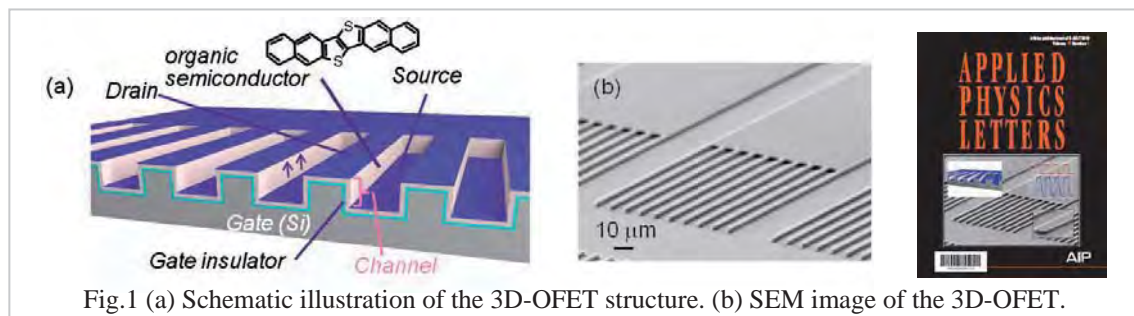 S
S
organic
semiconductor
Source
(a)
Drain
Gate (Si)
Gate insulator
Channel
(b)
10 μm
APPLIED
PHYSICS
LETTERS
AIP
Fig.1 (a) Schematic illustration of the 3D-OFET structure. (b) SEM image of the 3D-OFET.